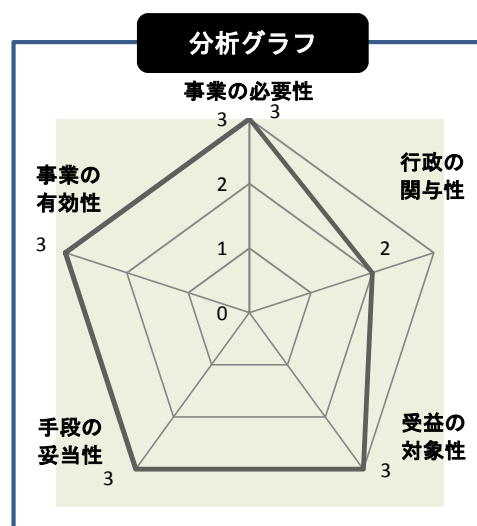 分析グラフ
事業の必要性
3
3
行政の
関与性
事業の
有効性
2
2
3
1
0
受益の
対象性
手段の
妥当性
3
3